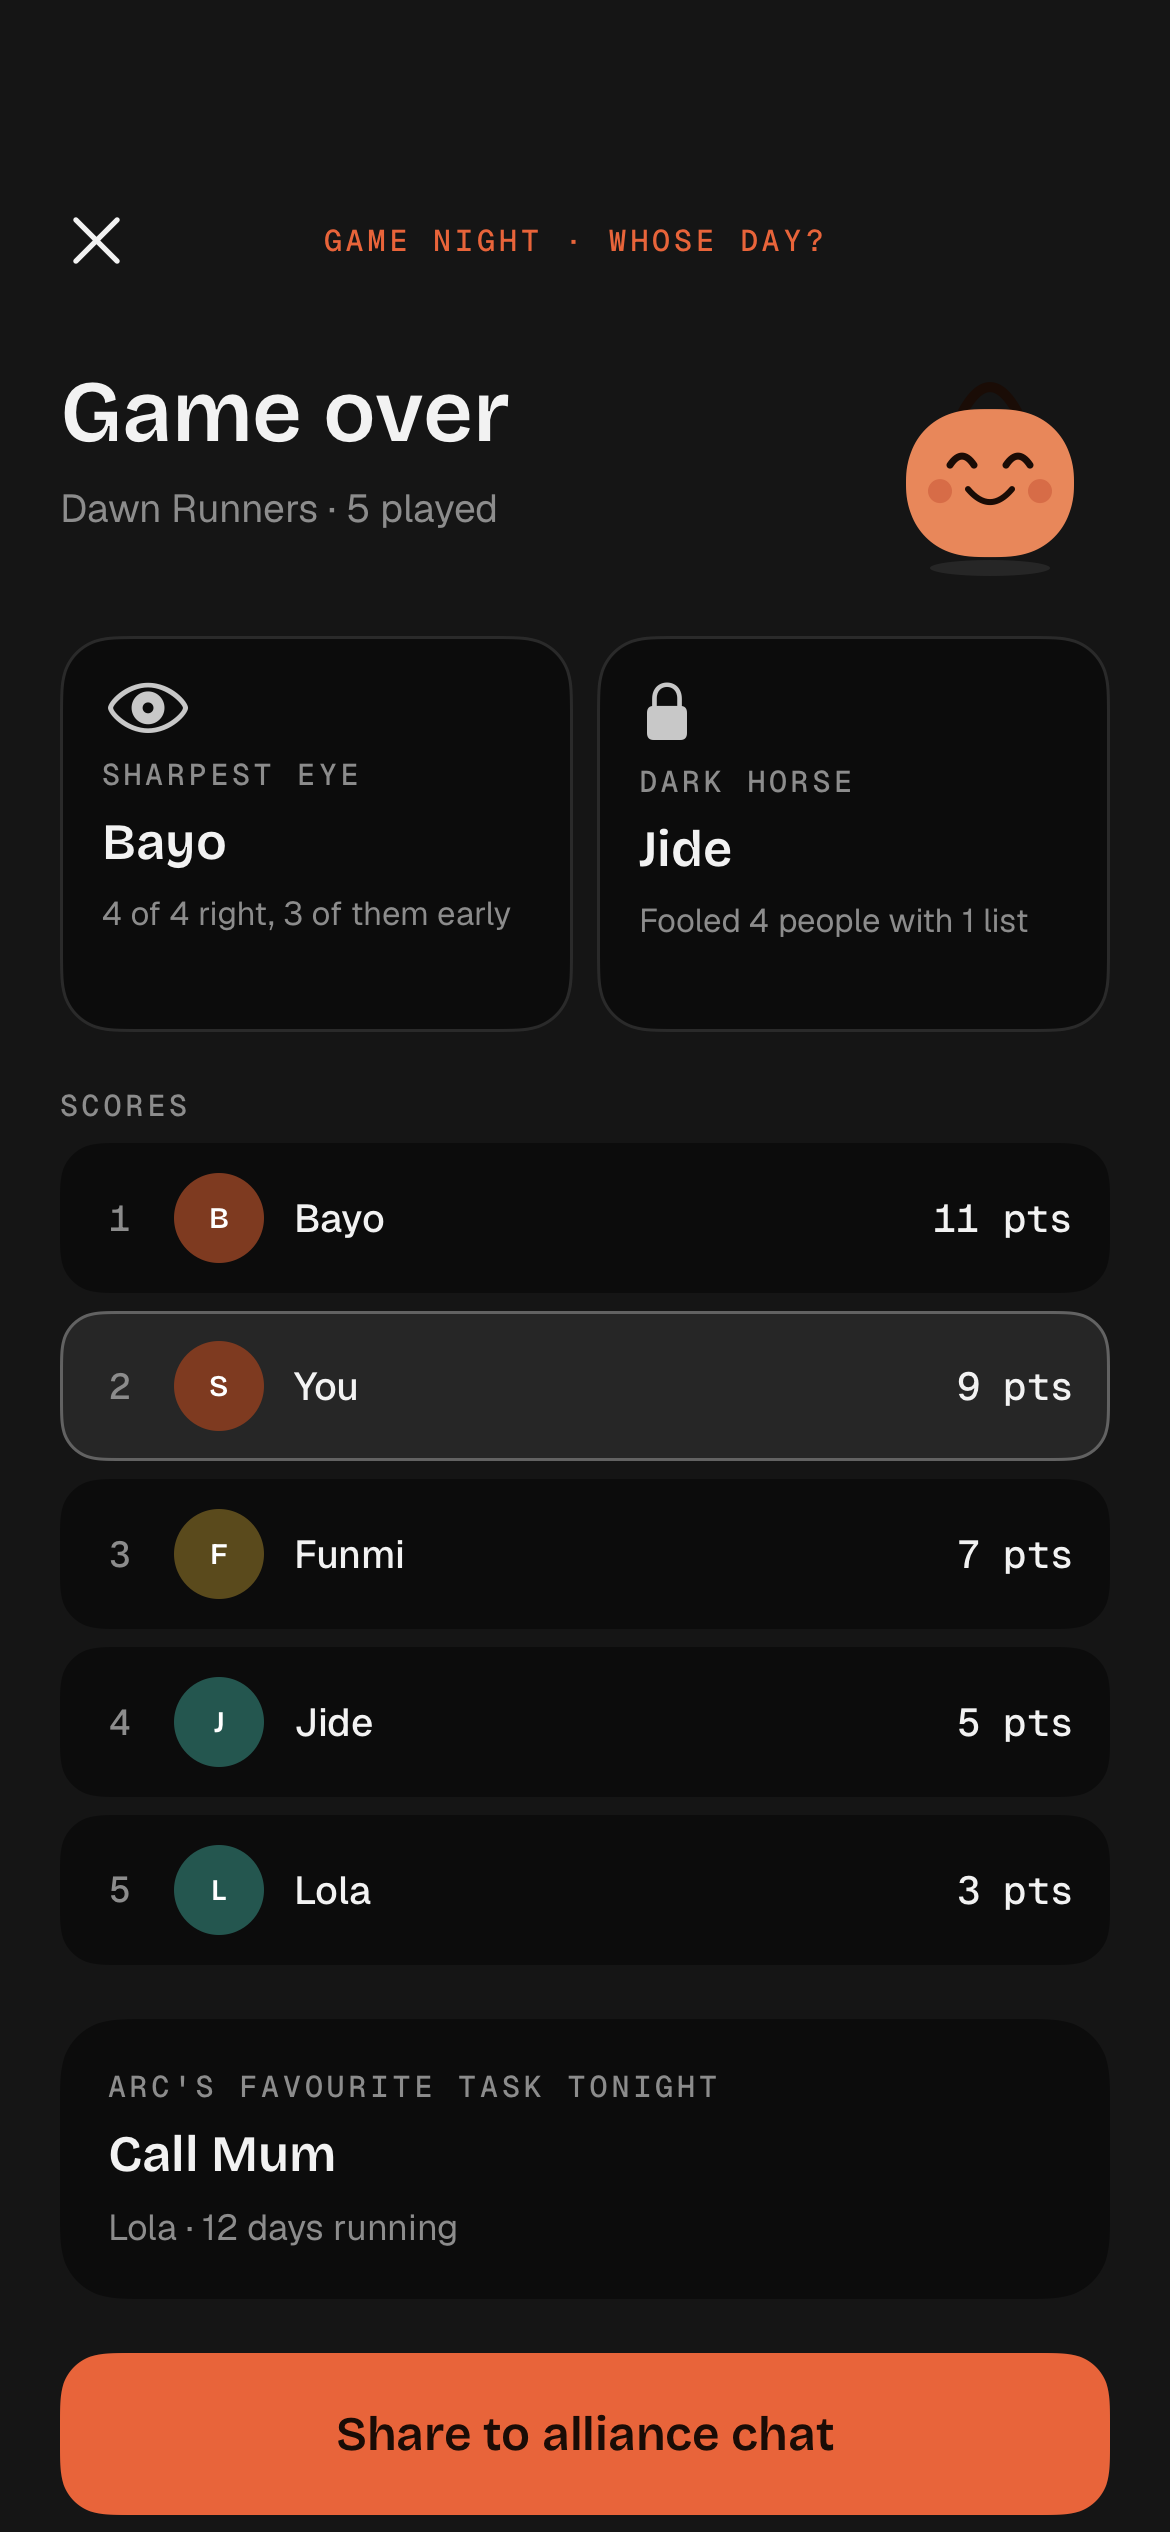 GAME NIGHT · WHOSE DAY?
Game over
Dawn Runners · 5 played
SHARPEST EYE
Bayo
4 of 4 right, 3 of them early
DARK HORSE
Jide
Fooled 4 people with 1 list
SCORES
1 B Bayo 11 pts
2 S You 9 pts
3 F Funmi 7 pts
4 J Jide 5 pts
5 L Lola 3 pts
ARC'S FAVOURITE TASK TONIGHT
Call Mum
Lola · 12 days running
Share to alliance chat